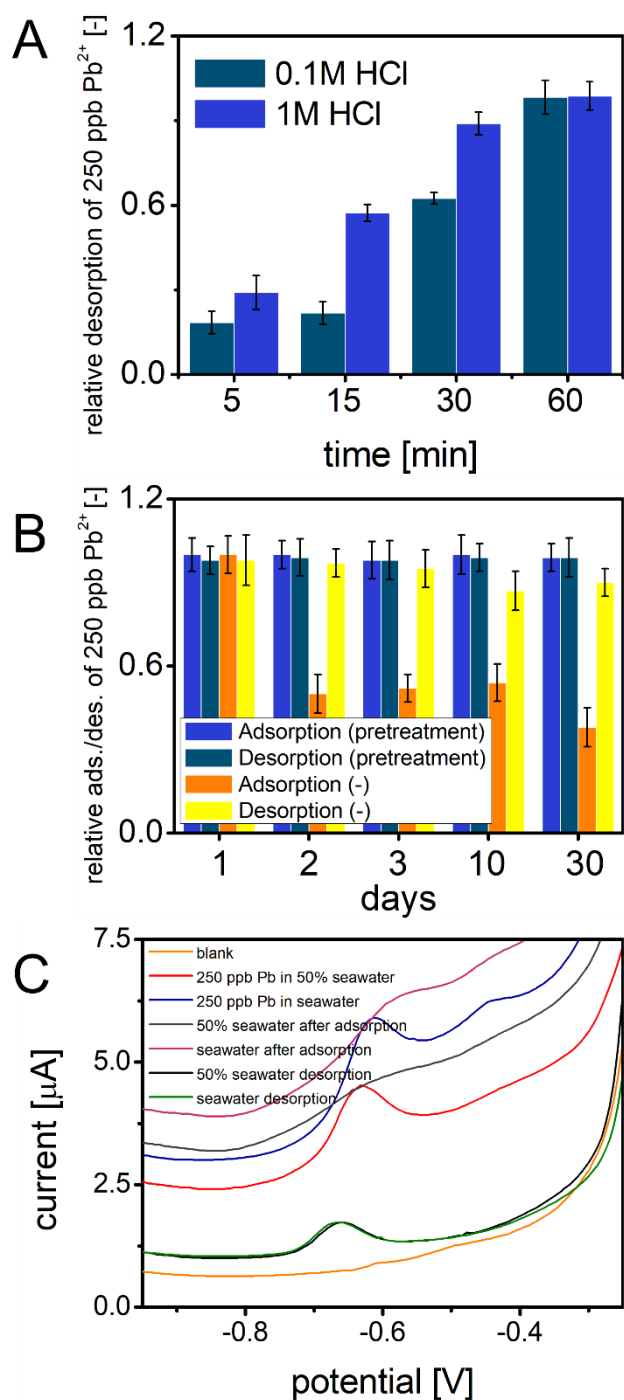 A
relative desorption of 250 ppb Pb²⁺ [-]
1.2
0.6
0.0
0.1M HCl
1M HCl
5 15 30 60
time [min]
B
relative ads./des. of 250 ppb Pb²⁺ [-]
1.2
0.6
0.0
Adsorption (pretreatment)
Desorption (pretreatment)
Adsorption (-)
Desorption (-)
1 2 3 10 30
days
C
current [µA]
7.5
5.0
2.5
0.0
blank
250 ppb Pb in 50% seawater
250 ppb Pb in seawater
50% seawater after adsorption
seawater after adsorption
50% seawater desorption
seawater desorption
-0.8 -0.6 -0.4
potential [V]